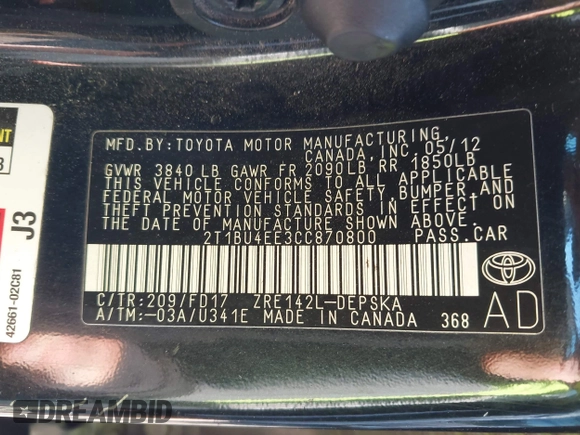 MFD. BY: TOYOTA MOTOR MANUFACTURING,
CANADA, INC. 05/12
GVWR 3840 LB GAWR FR 2090LB RR 1850LB
THIS VEHICLE CONFORMS TO ALL APPLICABLE
FEDERAL MOTOR VEHICLE SAFETY, BUMPER, AND
THEFT PREVENTION STANDARDS IN EFFECT ON
THE DATE OF MANUFACTURE SHOWN ABOVE.
2T1BU4EE3CC870800 PASS. CAR
C/TR: 209/FD17 ZRE142L-DEPSKA
A/TM: -03A/U341E MADE IN CANADA 368
AD
J3
42661-02C81
DREAMBID